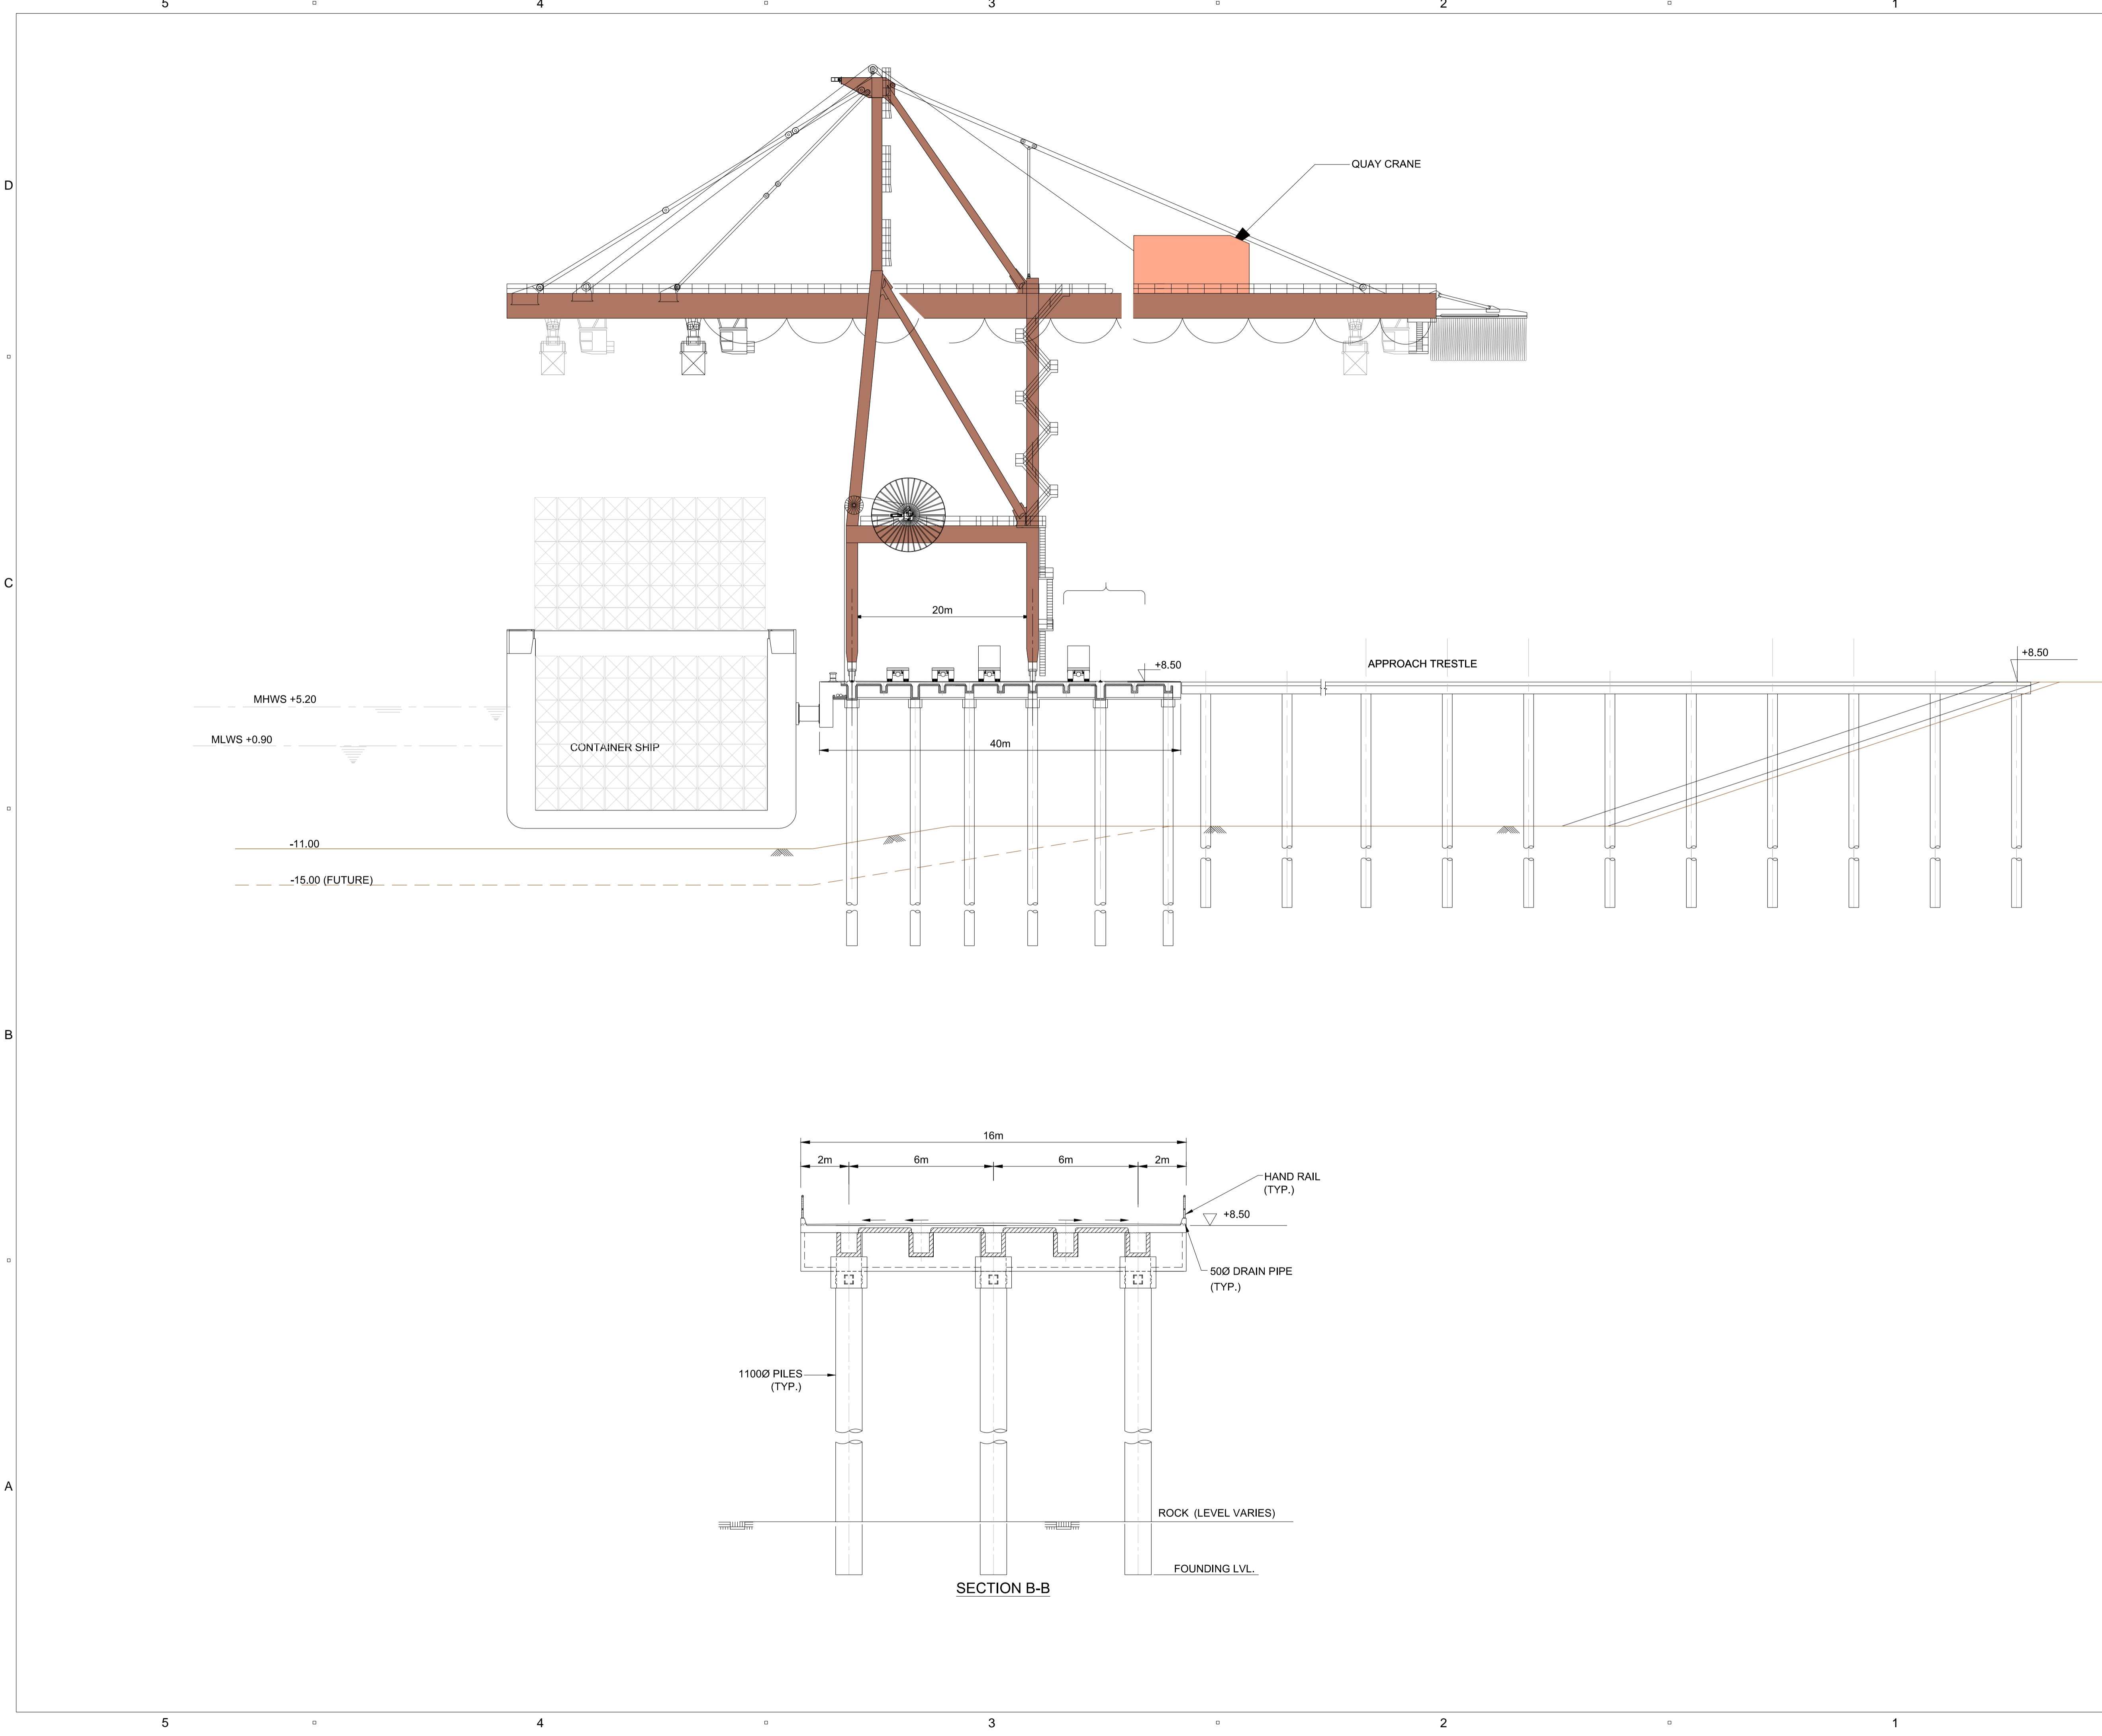 5 4 3 2 1
D
QUAY CRANE
C
20m
+8.50
APPROACH TRESTLE
+8.50
MHWS +5.20
MLWS +0.90
CONTAINER SHIP
40m
-11.00
-15.00 (FUTURE)
B
16m
2m 6m 6m 2m
HAND RAIL
(TYP.)
+8.50
50Ø DRAIN PIPE
(TYP.)
1100Ø PILES
(TYP.)
A
ROCK (LEVEL VARIES)
FOUNDING LVL.
SECTION B-B
5 4 3 2 1